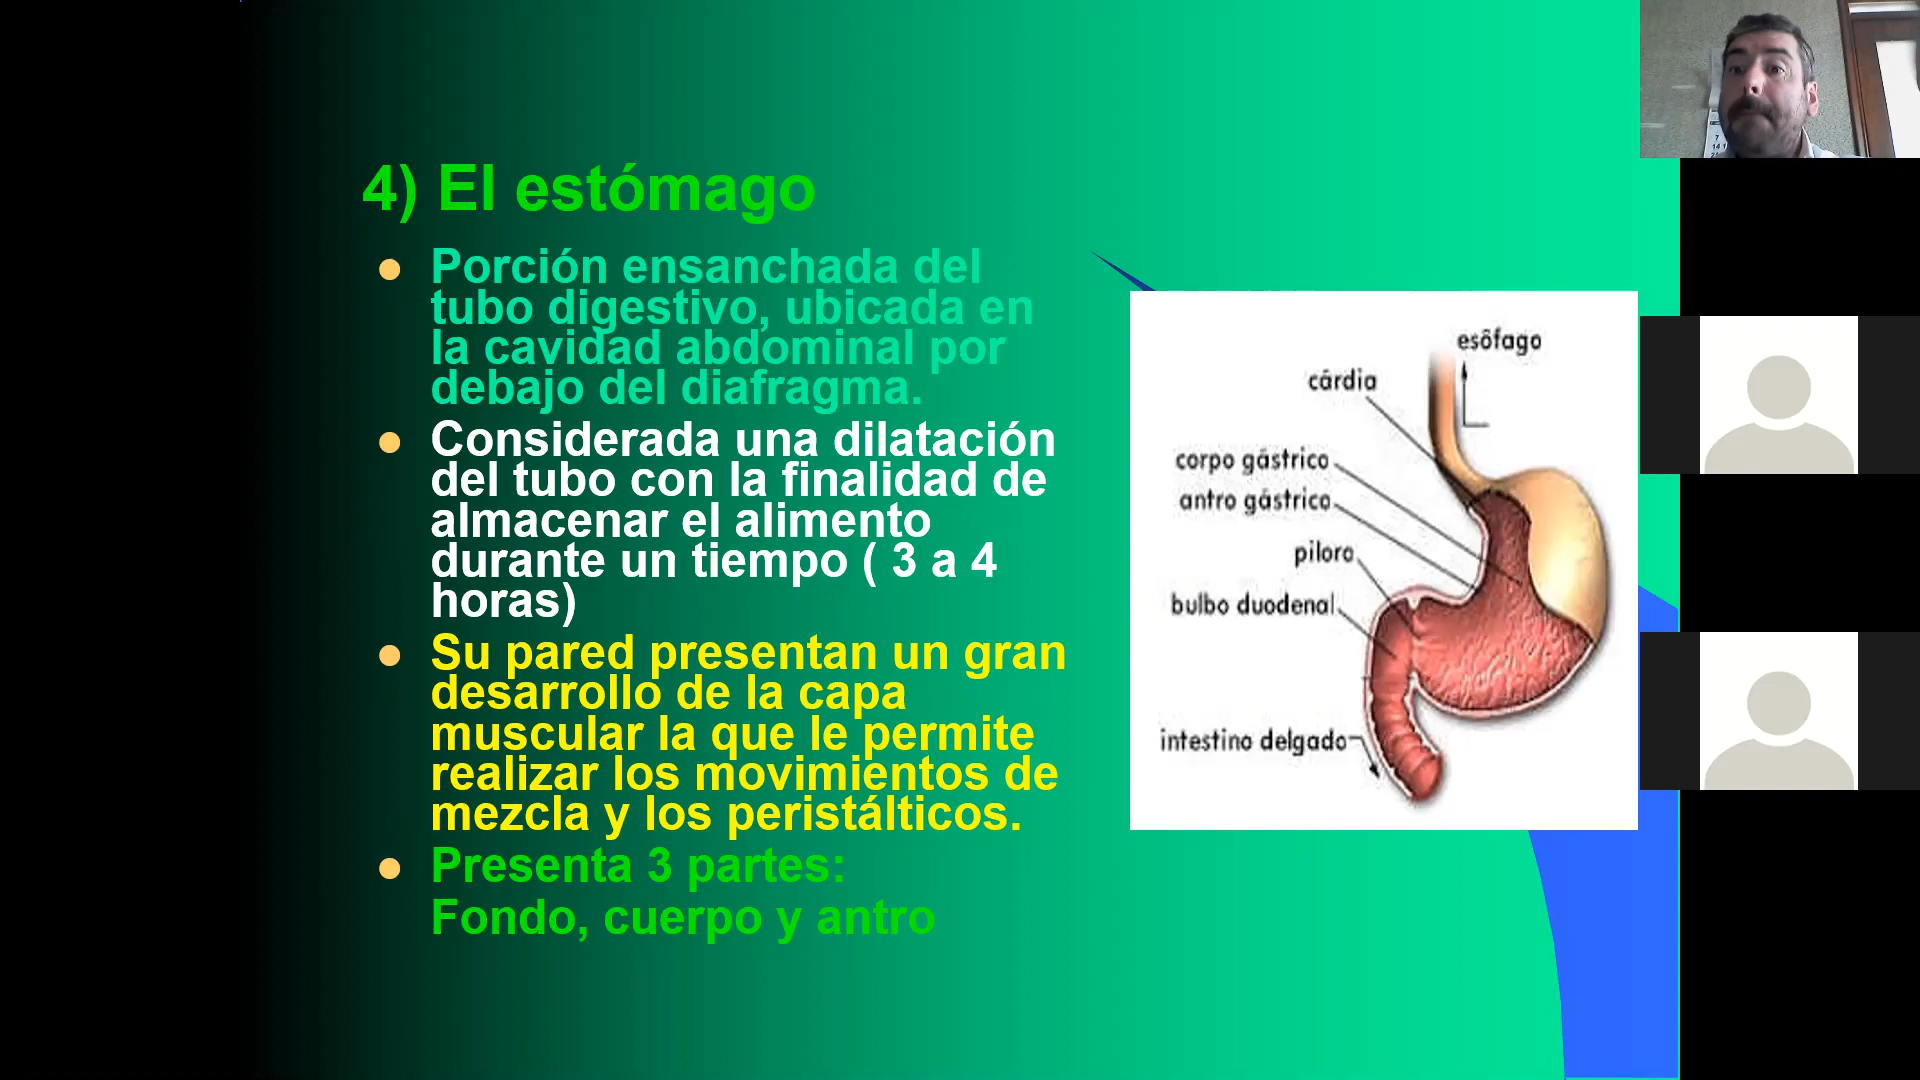 4) El estómago
Porción ensanchada del
tubo digestivo, ubicada en
la cavidad abdominal por
debajo del diafragma.
Considerada una dilatación
del tubo con la finalidad de
almacenar el alimento
durante un tiempo ( 3 a 4
horas)
Su pared presentan un gran
desarrollo de la capa
muscular la que le permite
realizar los movimientos de
mezcla y los peristálticos.
Presenta 3 partes:
Fondo, cuerpo y antro
esôfago
cárdia
corpo gástrico
antro gástrico
piloro
bulbo duodenal
intestino delgado
7
14